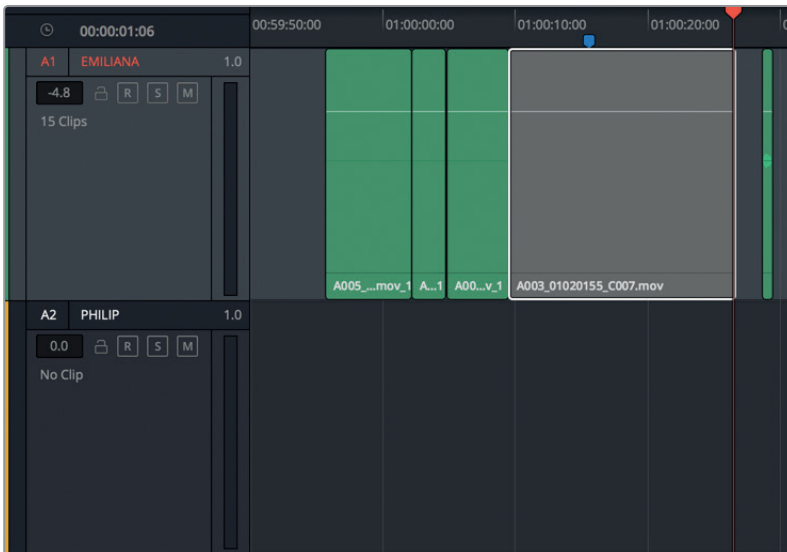 00:00:01:06
00:59:50:00 01:00:00:00 01:00:10:00 01:00:20:00
A1 EMILIANA 1.0
-4.8 R S M
15 Clips
A005_...mov_1 A...1 A00...v_1 A003_01020155_C007.mov
A2 PHILIP 1.0
0.0 R S M
No Clip